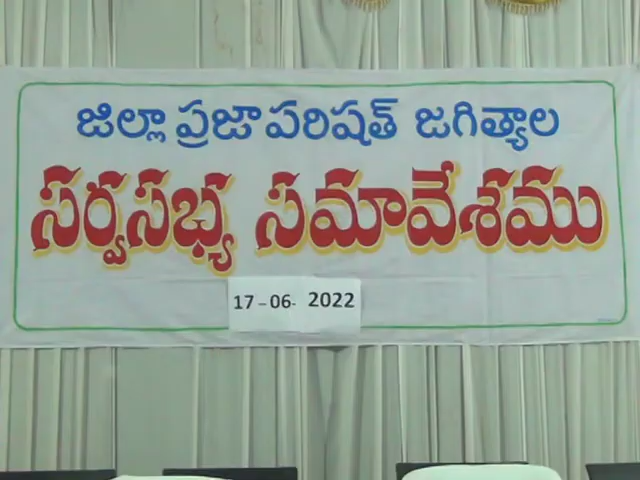 జిల్లా ప్రజా పరిషత్ జగిత్యాల
సర్వసభ్య సమావేశము
17-06-2022